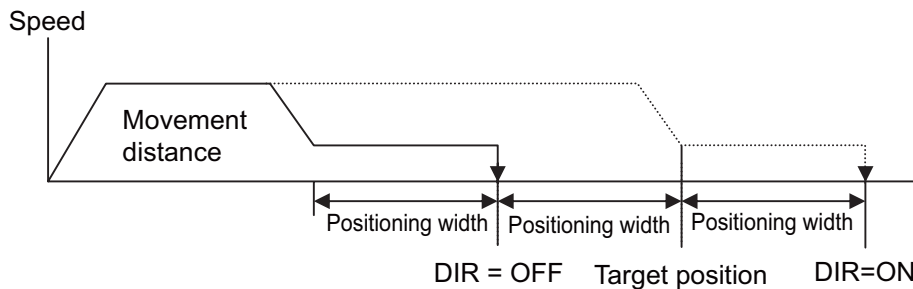 Speed
Movement
distance
Positioning width
Positioning width
Positioning width
DIR = OFF
Target position
DIR=ON